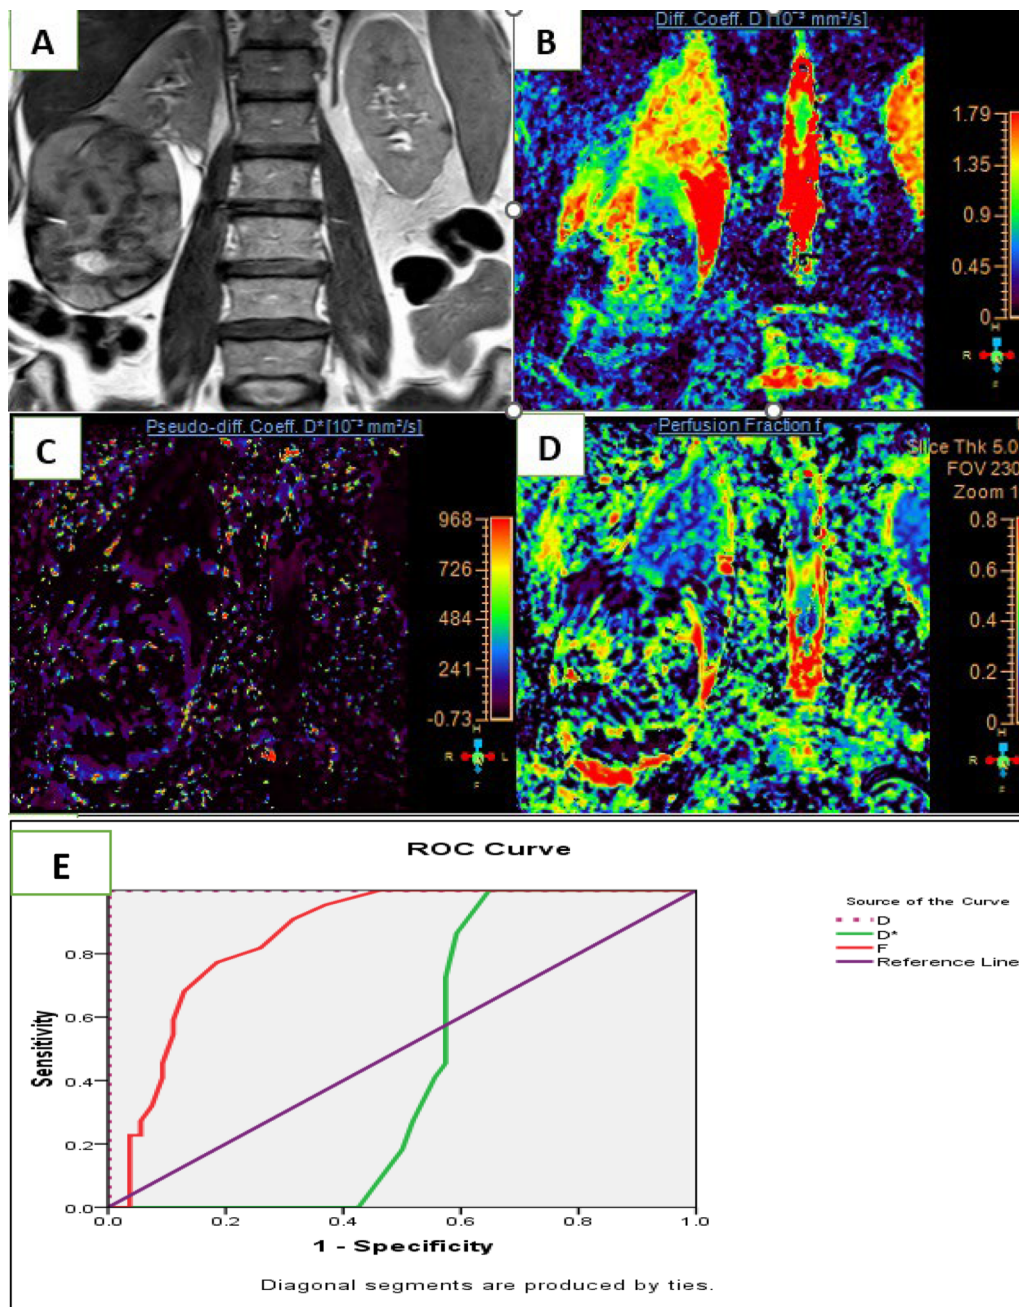 A
B
Diff. Coeff. D [10⁻³ mm²/s]
1.79
1.35
0.9
0.45
0
H
R
F
C
Pseudo-diff. Coeff. D*[10⁻³ mm²/s]
968
726
484
241
-0.73
H
R
L
F
D
Perfusion Fraction f
Slice Thk 5.0
FOV 230
Zoom 1
0.8
0.6
0.4
0.2
0
H
R
F
E
ROC Curve
Sensitivity
0.8
0.6
0.4
0.2
0.0
0.0
0.2
0.4
0.6
0.8
1.0
1 - Specificity
Source of the Curve
D
D*
F
Reference Line
Diagonal segments are produced by ties.